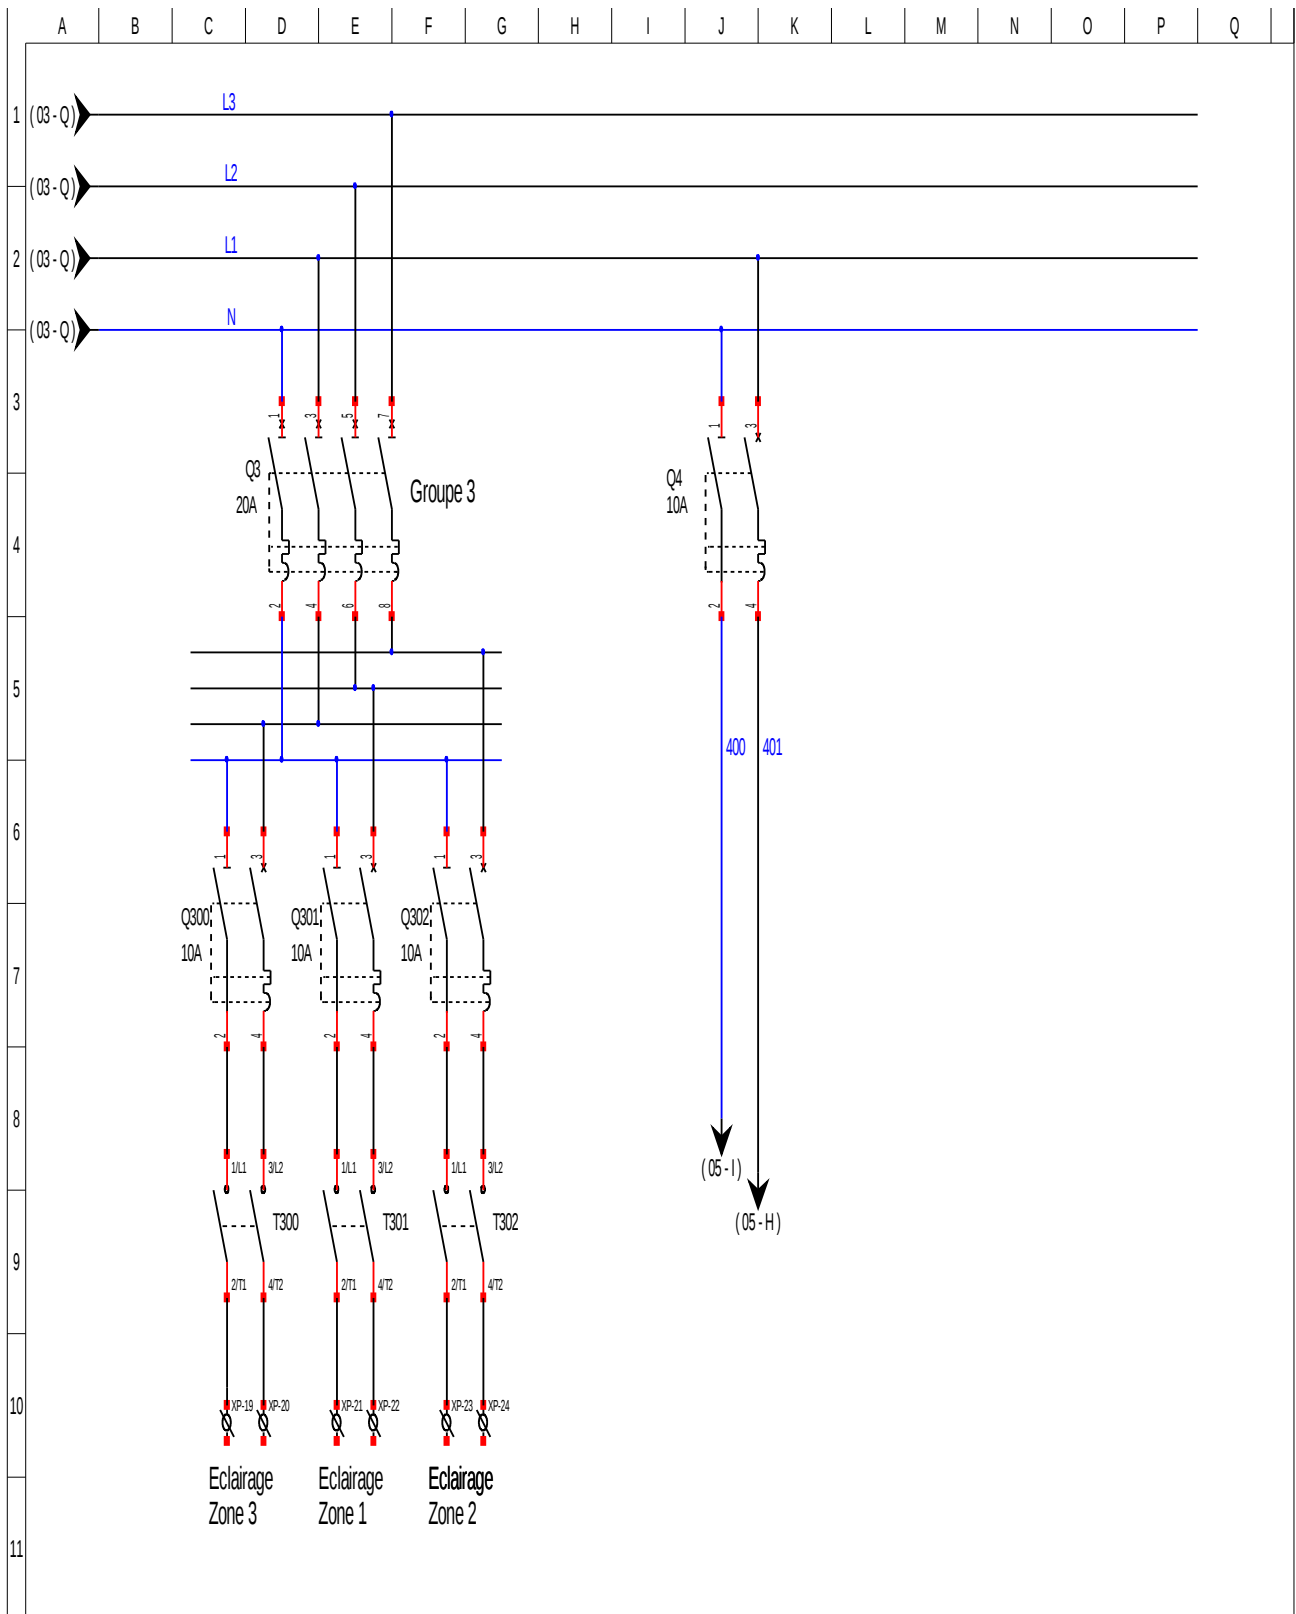 A B C D E F G H I J K L M N O P Q
L3
1 ( 03 - Q )
L2
( 03 - Q )
L1
2 ( 03 - Q )
N
( 03 - Q )
3
1 3 5 7 1 3
Q3 Q4
20A Groupe 3 10A
4
2 4 6 8 2 4
5
400 401
6
1 3 1 3 1 3
Q300 Q301 Q302
10A 10A 10A
7
2 4 2 4 2 4
8
1/L1 3/L2 1/L1 3/L2 1/L1 3/L2
( 05 - I )
T300 T301 T302 ( 05 - H )
9
2/T1 4/T2 2/T1 4/T2 2/T1 4/T2
10 XP-19 XP-20 XP-21 XP-22 XP-23 XP-24
Eclairage Eclairage Eclairage
Zone 3 Zone 1 Zone 2
11